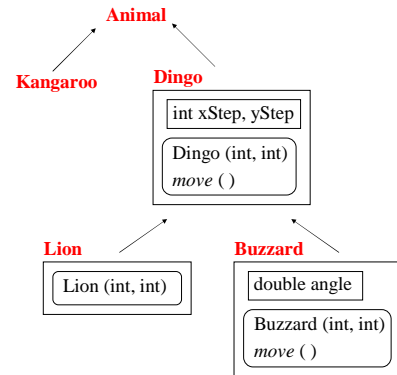 Animal
Kangaroo
Dingo
int xStep, yStep
Dingo (int, int)
move ( )
Lion
Lion (int, int)
Buzzard
double angle
Buzzard (int, int)
move ( )